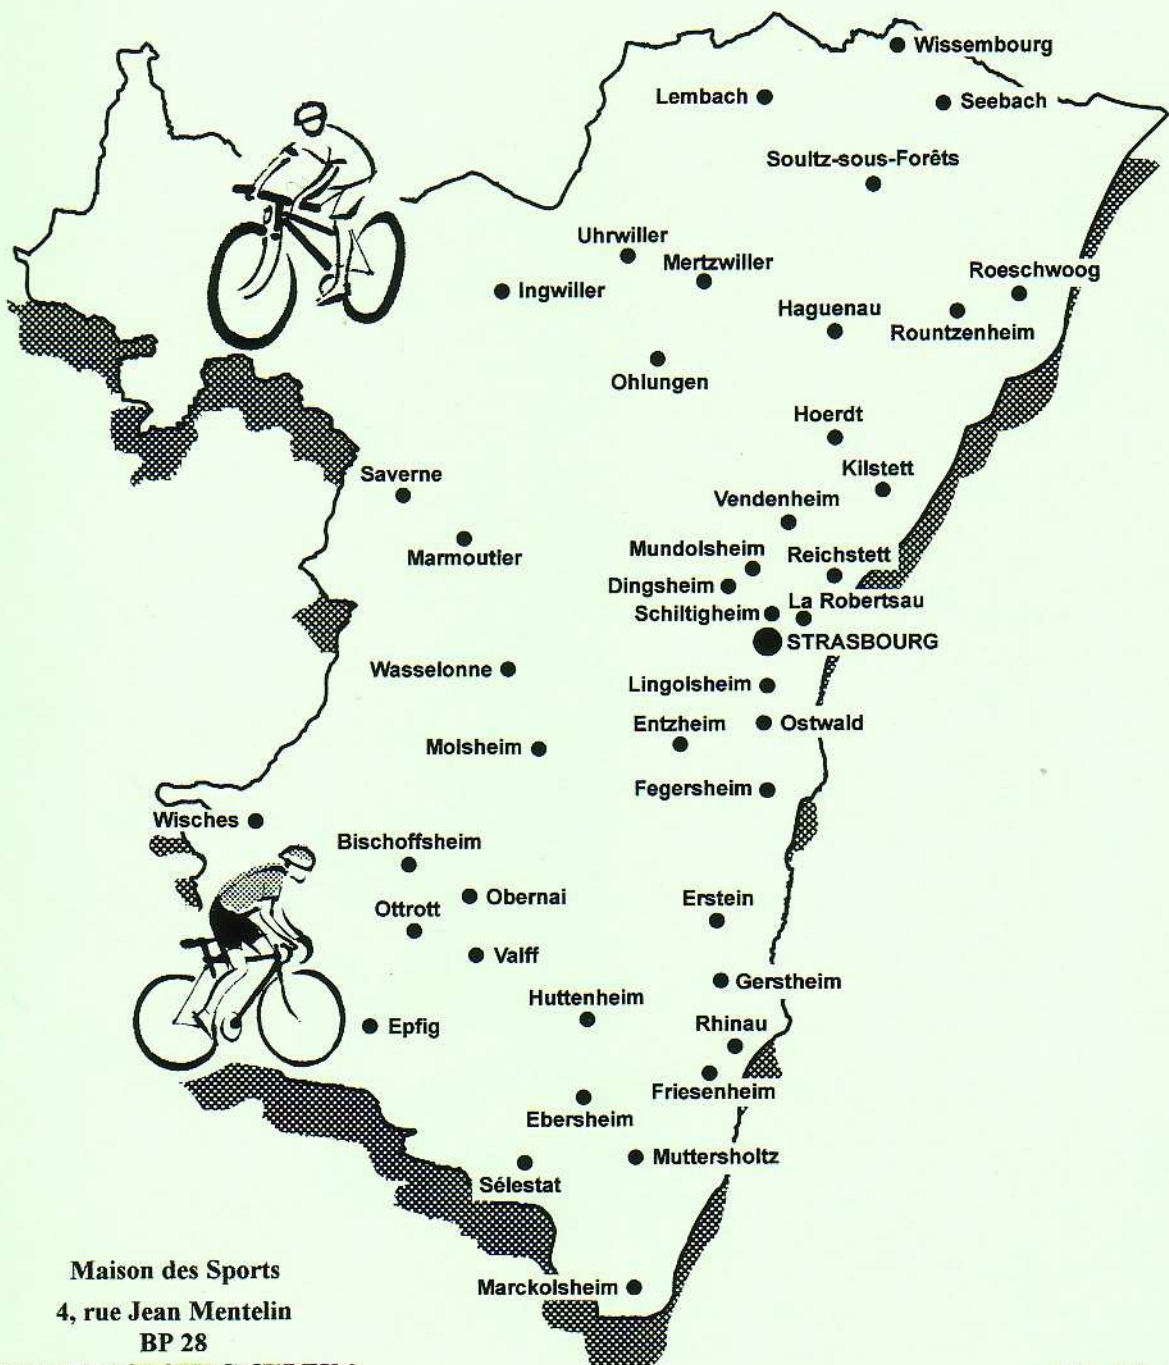 Wissembourg
Lembach
Seebach
Soultz-sous-Forêts
Uhrwiller
Mertzwiller
Roeschwoog
Ingwiller
Haguenau
Rountzenheim
Ohlungen
Hoerdt
Kilstett
Saverne
Vendenheim
Marmoutier
Mundolsheim
Reichstett
Dingsheim
La Robertsau
Schiltigheim
STRASBOURG
Wasselonne
Lingolsheim
Entzheim
Ostwald
Molsheim
Fegersheim
Wisches
Bischoffsheim
Obernai
Erstein
Ottrott
Valff
Gerstheim
Huttenheim
Rhinau
Epfig
Friesenheim
Ebersheim
Muttersholtz
Sélestat
Maison des Sports
Marckolsheim
4, rue Jean Mentelin
BP 28